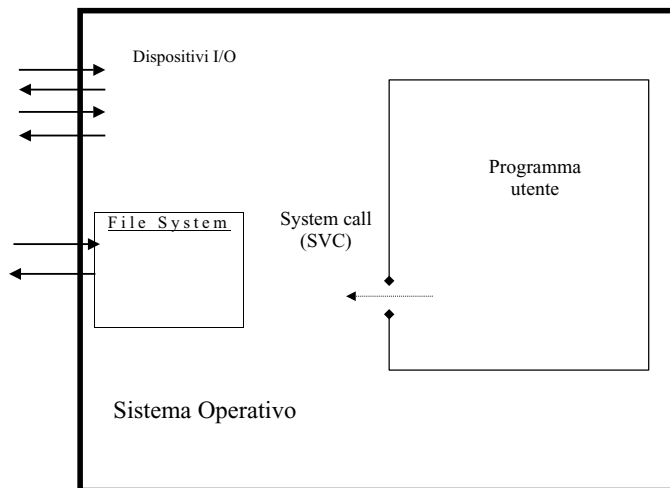 Dispositivi I/O
Programma
utente
File System
System call
(SVC)
Sistema Operativo